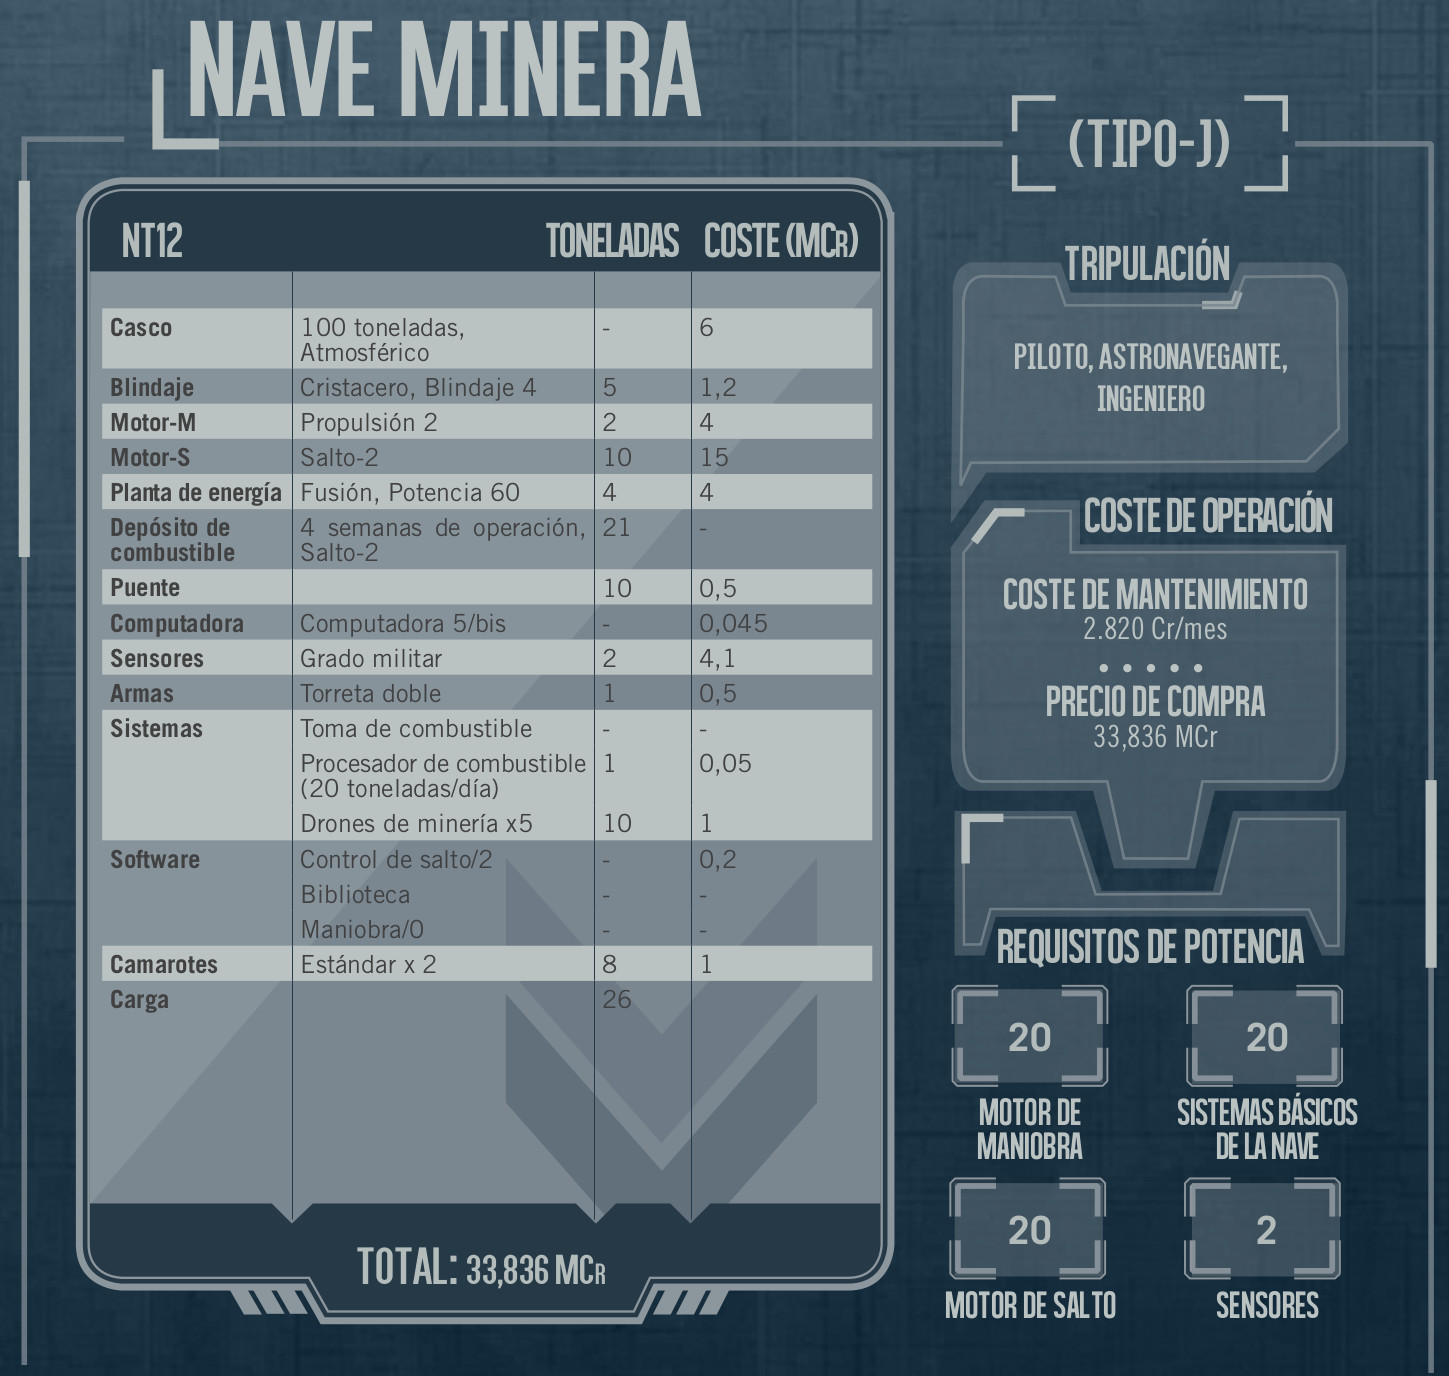 NAVE MINERA
(TIPO-J)
NT12 TONELADAS COSTE (MCR)
Casco 100 toneladas, - 6
Atmosférico
Blindaje Cristacero, Blindaje 4 5 1,2
Motor-M Propulsión 2 2 4
Motor-S Salto-2 10 15
Planta de energía Fusión, Potencia 60 4 4
Depósito de 4 semanas de operación, 21 -
combustible Salto-2
Puente 10 0,5
Computadora Computadora 5/bis - 0,045
Sensores Grado militar 2 4,1
Armas Torreta doble 1 0,5
Sistemas Toma de combustible - -
Procesador de combustible 1 0,05
(20 toneladas/día)
Drones de minería x5 10 1
Software Control de salto/2 - 0,2
Biblioteca - -
Maniobra/0 - -
Camarotes Estándar x 2 8 1
Carga 26
TOTAL: 33,836 MCR
TRIPULACIÓN
PILOTO, ASTRONAVEGANTE,
INGENIERO
COSTE DE OPERACIÓN
COSTE DE MANTENIMIENTO
2.820 Cr/mes
PRECIO DE COMPRA
33,836 MCr
REQUISITOS DE POTENCIA
20 20
MOTOR DE SISTEMAS BÁSICOS
MANIOBRA DE LA NAVE
20 2
MOTOR DE SALTO SENSORES